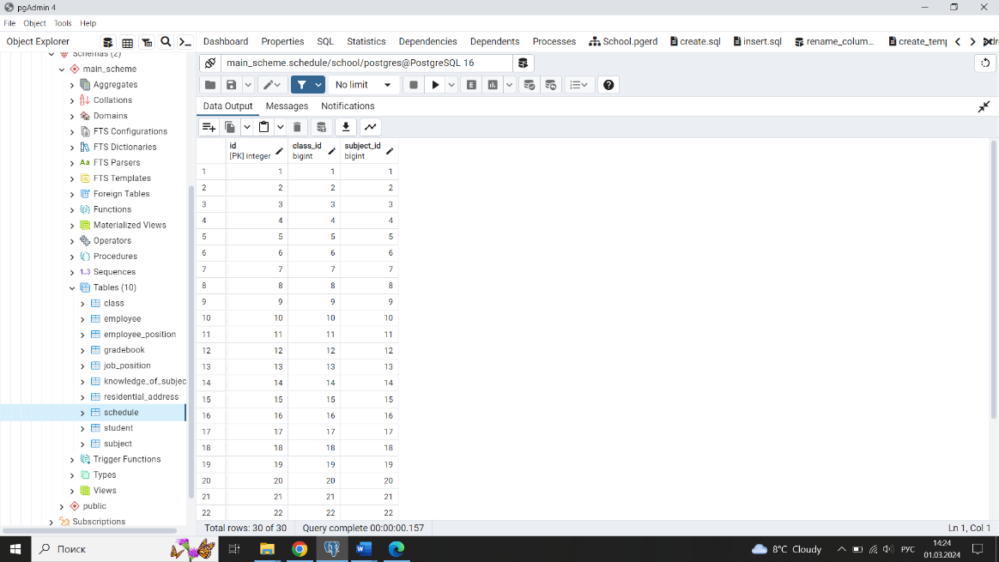 pgAdmin 4
File Object Tools Help
Object Explorer
Dashboard Properties SQL Statistics Dependencies Dependents Processes School.pgerd create.sql insert.sql rename_colum...
Schemas (2)
main_scheme
Aggregates
Collations
Domains
FTS Configurations
FTS Dictionaries
FTS Parsers
FTS Templates
Foreign Tables
Functions
Materialized Views
Operators
Procedures
1..3 Sequences
Tables (10)
class
employee
employee_position
gradebook
job_position
knowledge_of_subjec
residential_address
schedule
student
subject
Trigger Functions
Types
Views
public
Subscriptions
main_scheme.schedule/school/postgres@PostgreSQL 16
No limit
E
Data Output Messages Notifications
id class_id subject_id
[PK] integer bigint bigint
1 1 1 1
2 2 2 2
3 3 3 3
4 4 4 4
5 5 5 5
6 6 6 6
7 7 7 7
8 8 8 8
9 9 9 9
10 10 10 10
11 11 11 11
12 12 12 12
13 13 13 13
14 14 14 14
15 15 15 15
16 16 16 16
17 17 17 17
18 18 18 18
19 19 19 19
20 20 20 20
21 21 21 21
22 22 22 22
Total rows: 30 of 30 Query complete 00:00:00.157 Ln 1, Col 1
Поиск
8°C Cloudy
РУС
14:24
01.03.2024